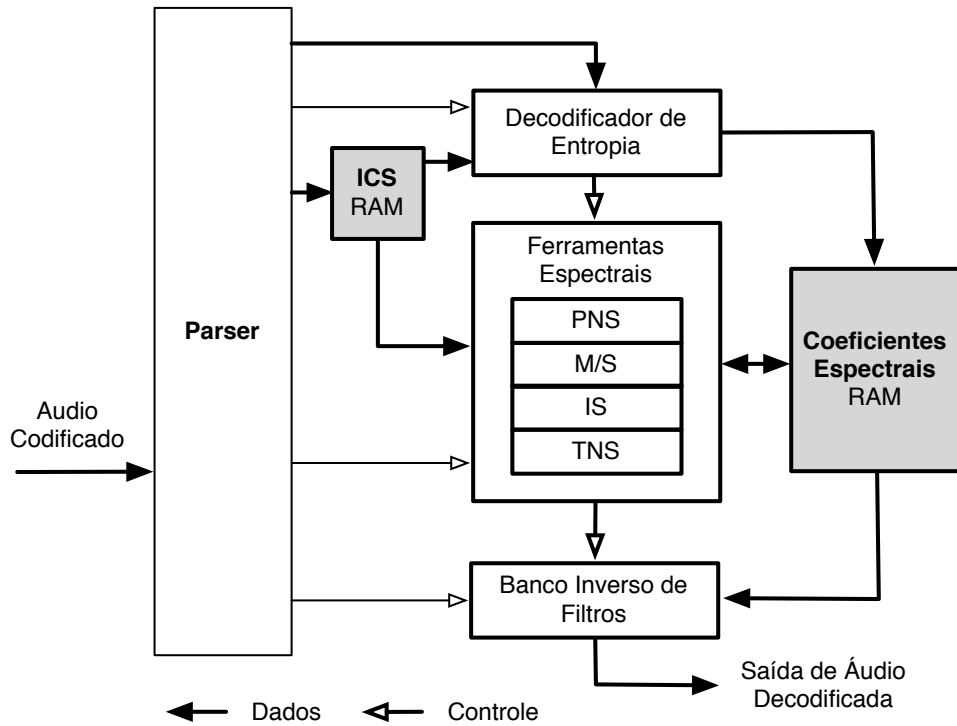 Decodificador de
Entropia
ICS
RAM
Ferramentas
Espectrais
Parser
PNS
M/S
IS
TNS
Coeficientes
Espectrais
RAM
Audio
Codificado
Banco Inverso de
Filtros
Saída de Áudio
Decodificada
Dados
Controle